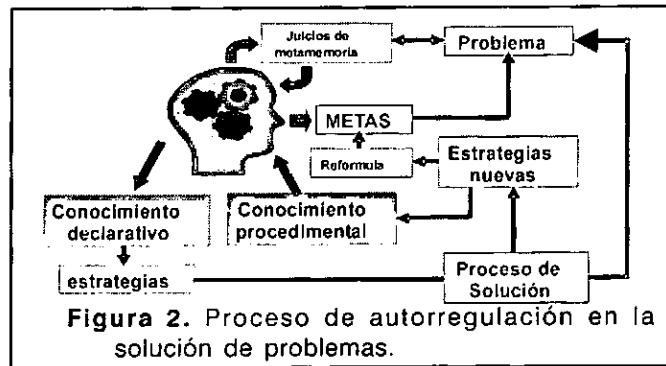 Juicios de
metamemoria
Problema
METAS
Reformula
Estrategias
nuevas
Conocimiento
declarativo
Conocimiento
procedimental
estrategias
Proceso de
Solución
Figura 2. Proceso de autorregulación en la
solución de problemas.